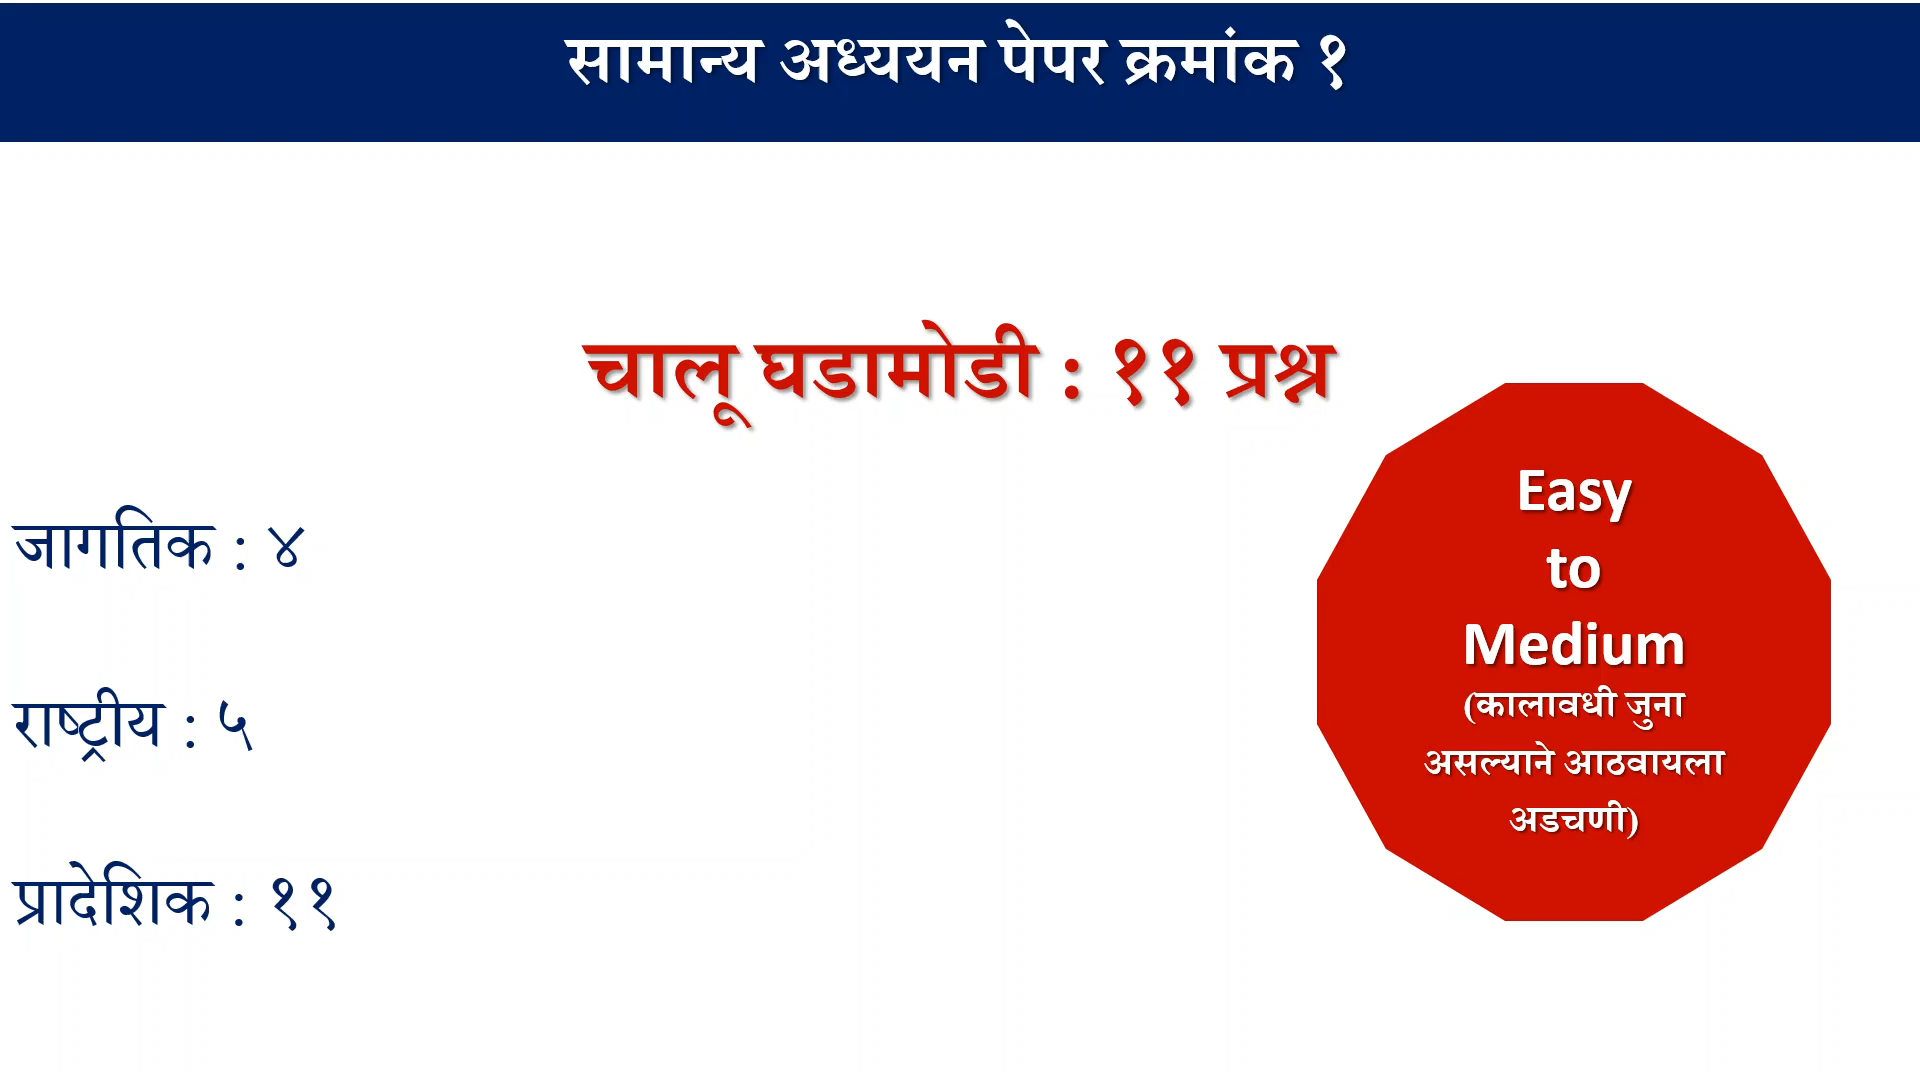 सामान्य अध्ययन पेपर क्रमांक १
चालू घडामोडी : ११ प्रश्न
जागतिक : ४
राष्ट्रीय : ५
प्रादेशिक : ११
Easy
to
Medium
(कालावधी जुना
असल्याने आठवायला
अडचणी)